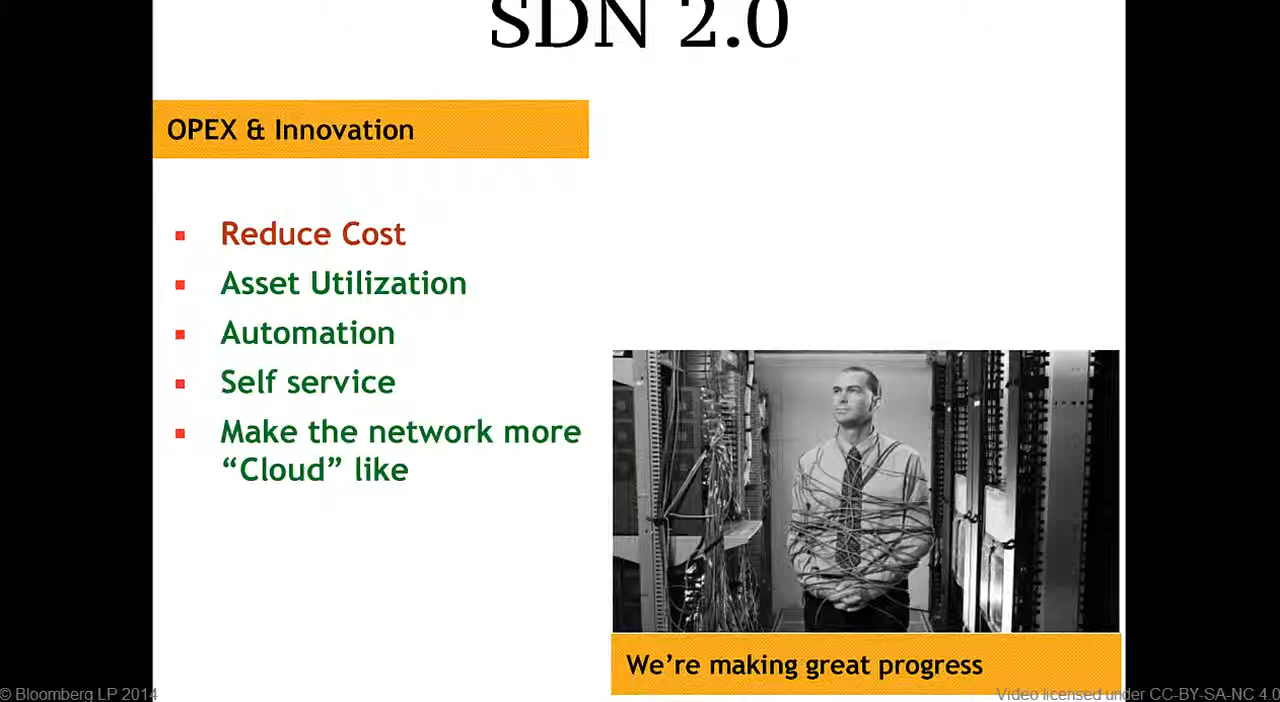 SDN 2.0
OPEX & Innovation
Reduce Cost
Asset Utilization
Automation
Self service
Make the network more
“Cloud” like
We’re making great progress
© Bloomberg LP 2014
Video licensed under CC-BY-SA-NC 4.0